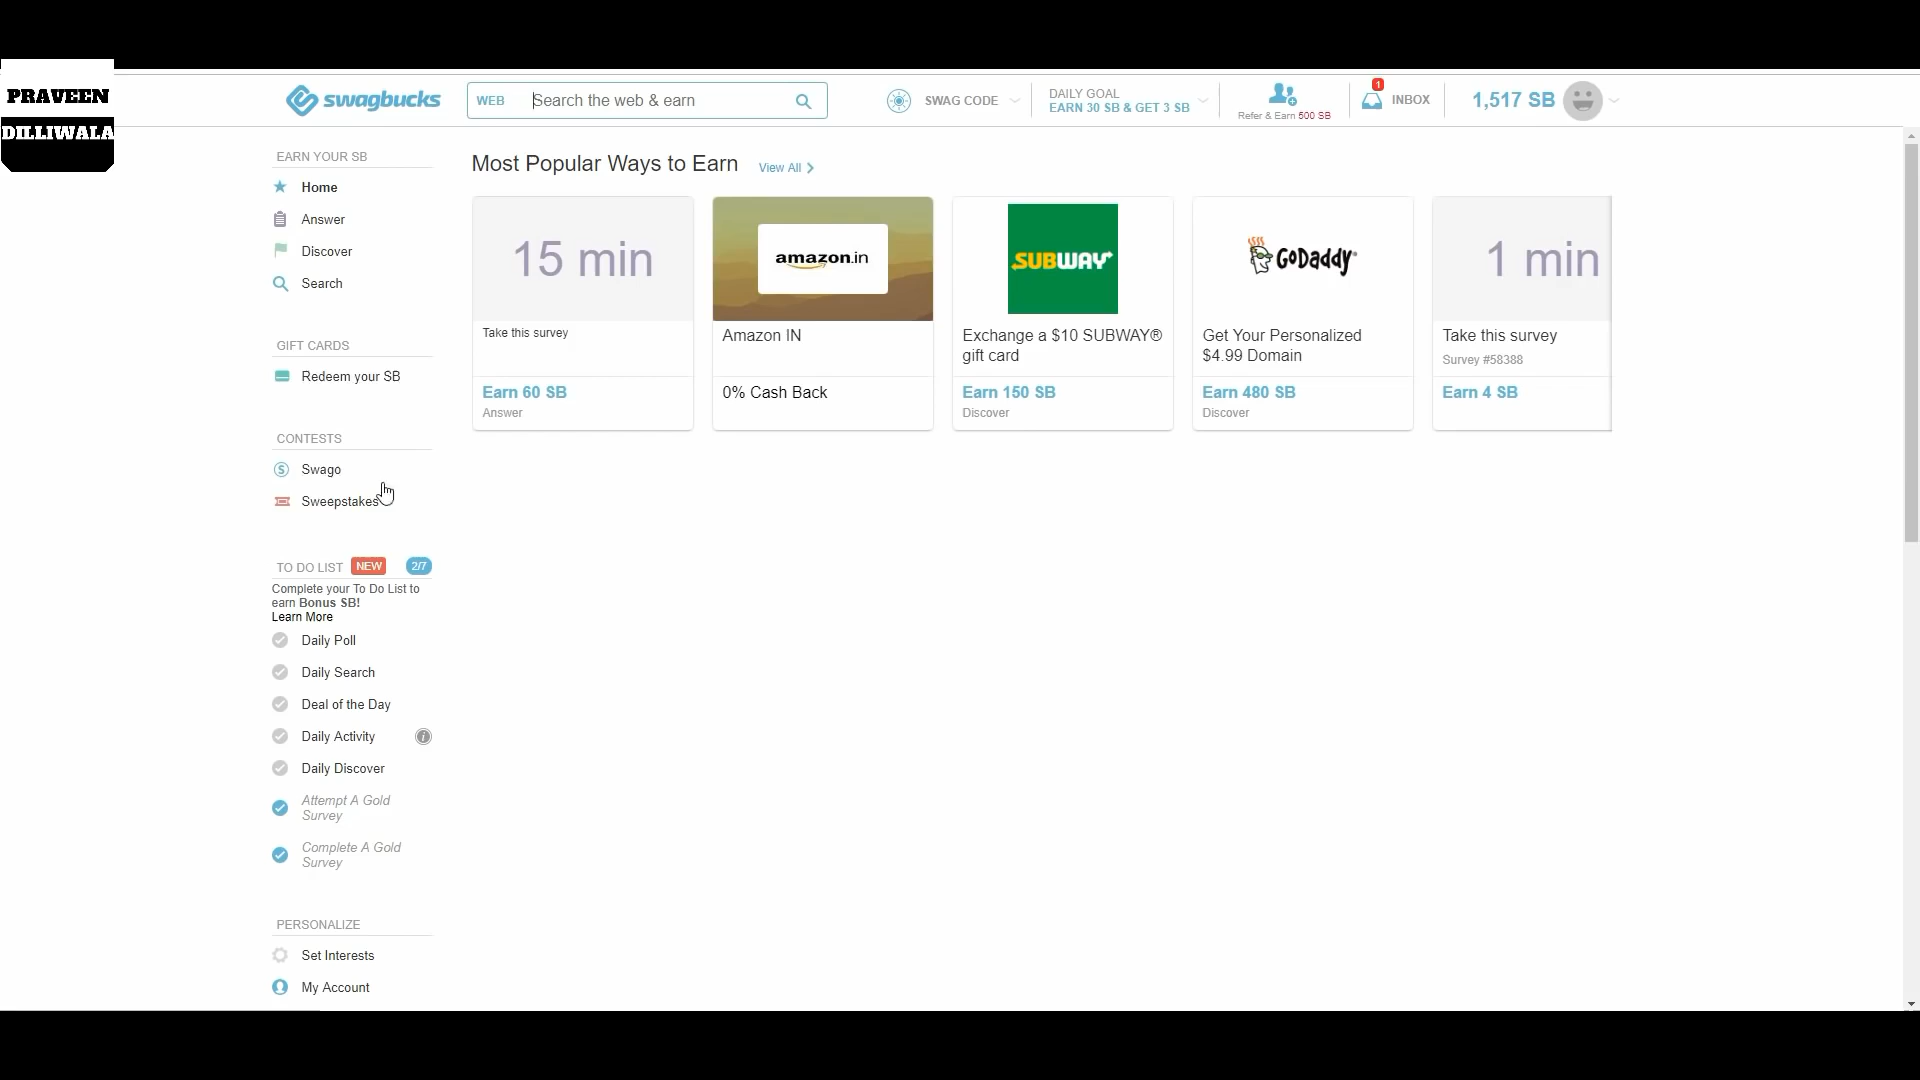 PRAVEEN
DILLIWALA
swagbucks
WEB
Search the web & earn
SWAG CODE
DAILY GOAL
EARN 30 SB & GET 3 SB
Refer & Earn 500 SB
1
INBOX
1,517 SB
EARN YOUR SB
Home
Answer
Discover
Search
GIFT CARDS
Redeem your SB
CONTESTS
Swago
Sweepstakes
TO DO LIST NEW 2/7
Complete your To Do List to
earn Bonus SB!
Learn More
Daily Poll
Daily Search
Deal of the Day
Daily Activity
Daily Discover
Attempt A Gold
Survey
Complete A Gold
Survey
PERSONALIZE
Set Interests
My Account
Most Popular Ways to Earn
View All
15 min
Take this survey
Earn 60 SB
Answer
amazon.in
Amazon IN
0% Cash Back
SUBWAY
Exchange a $10 SUBWAY®
gift card
Earn 150 SB
Discover
GoDaddy
Get Your Personalized
$4.99 Domain
Earn 480 SB
Discover
1 min
Take this survey
Survey #58388
Earn 4 SB